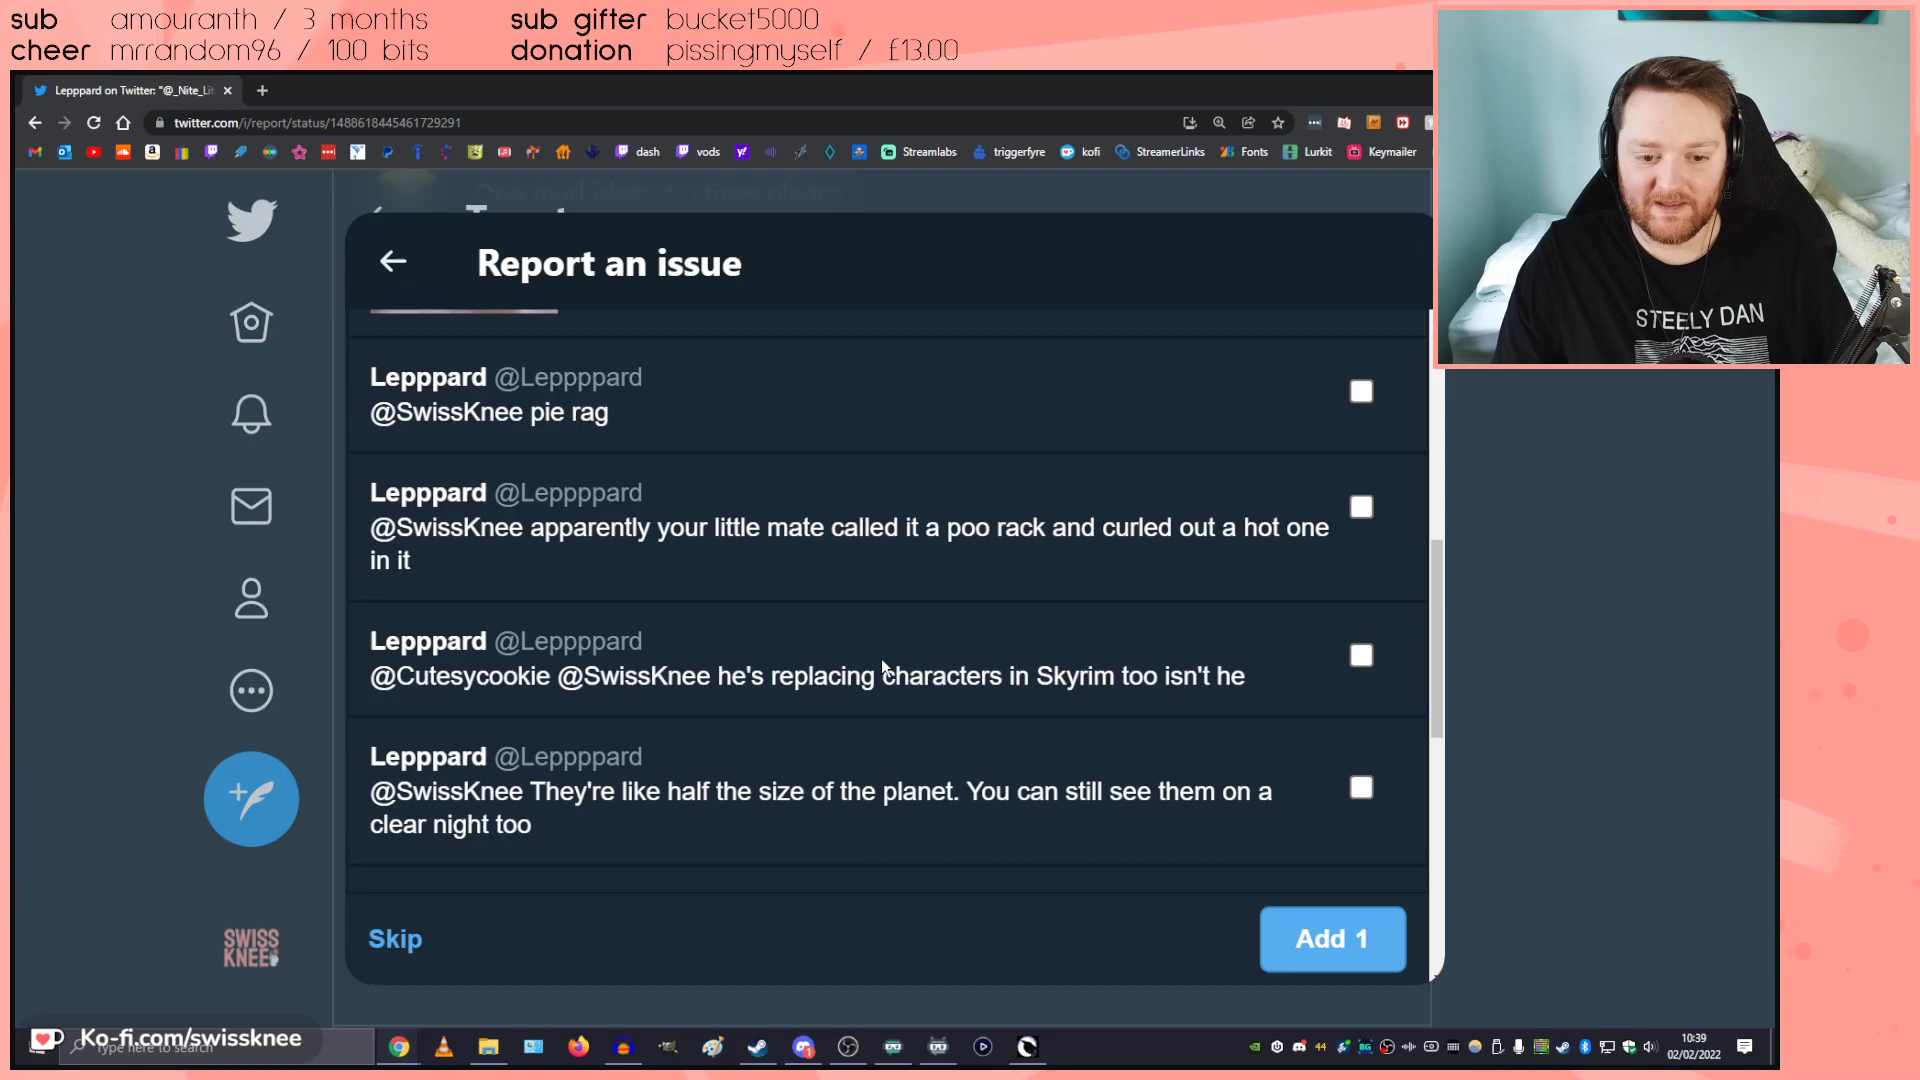 sub amouranth / 3 months sub gifter bucket5000
cheer mrrandom96 / 100 bits donation pissingmyself / £13.00
Lepppard on Twitter: "@_Nite_Li
twitter.com/i/report/status/1488618445461729291
dash vods Streamlabs triggerfyre kofi StreamerLinks Fonts Lurkit Keymailer
Report an issue
Lepppard @Leppppard
@SwissKnee pie rag
Lepppard @Leppppard
@SwissKnee apparently your little mate called it a poo rack and curled out a hot one
in it
Lepppard @Leppppard
@Cutesycookie @SwissKnee he's replacing characters in Skyrim too isn't he
Lepppard @Leppppard
@SwissKnee They're like half the size of the planet. You can still see them on a
clear night too
Skip
Add 1
SWISS
KNEE
STEELY DAN
Ko-fi.com/swissknee
Type here to search
44
10:39
02/02/2022